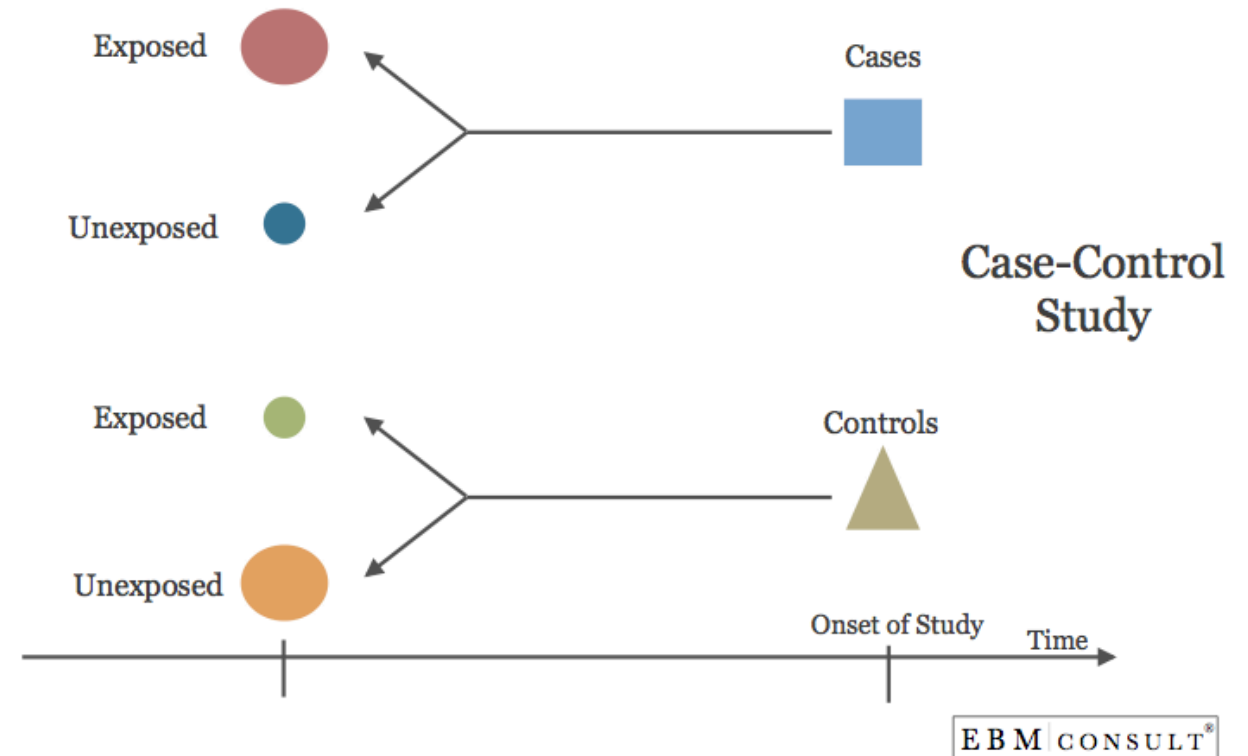 Exposed
Cases
Unexposed
Case-Control
Study
Exposed
Controls
Unexposed
Onset of Study
Time
EBM CONSULT®